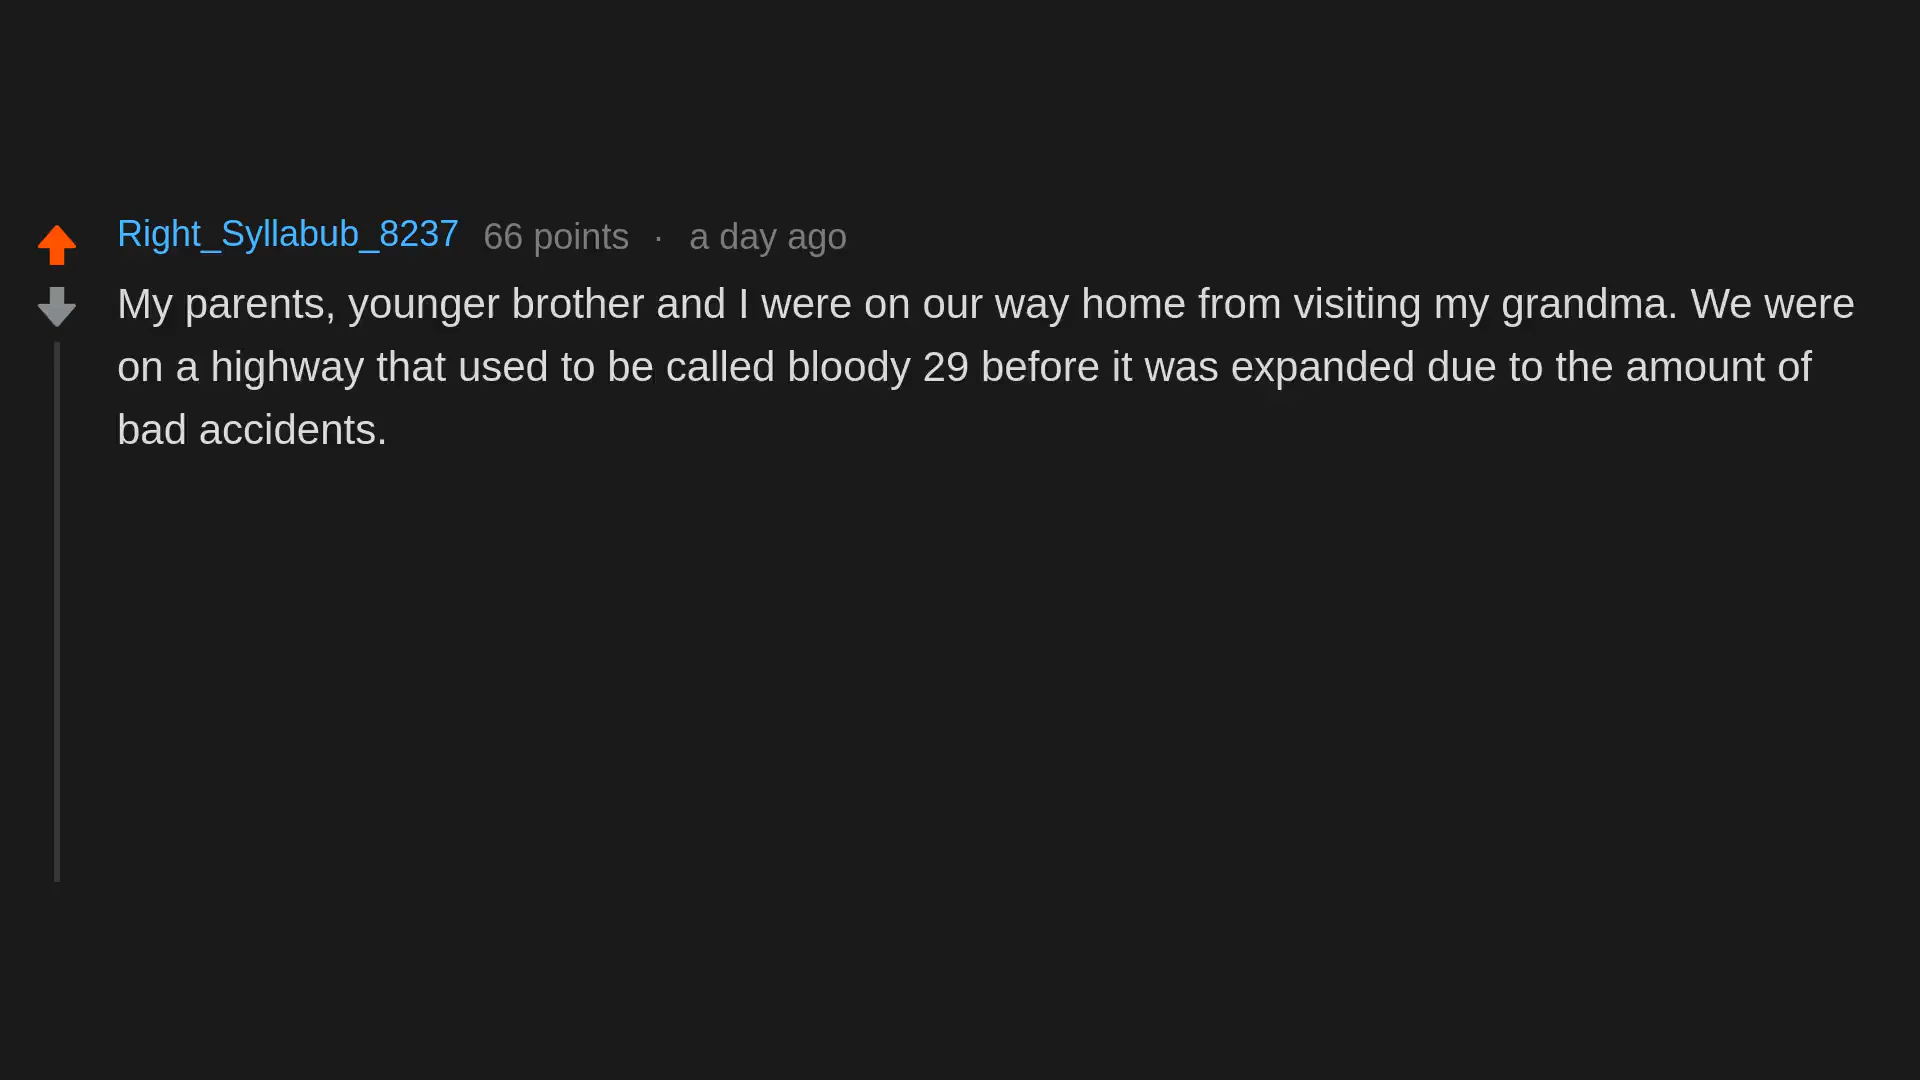 Right_Syllabub_8237 66 points · a day ago
My parents, younger brother and I were on our way home from visiting my grandma. We were
on a highway that used to be called bloody 29 before it was expanded due to the amount of
bad accidents.